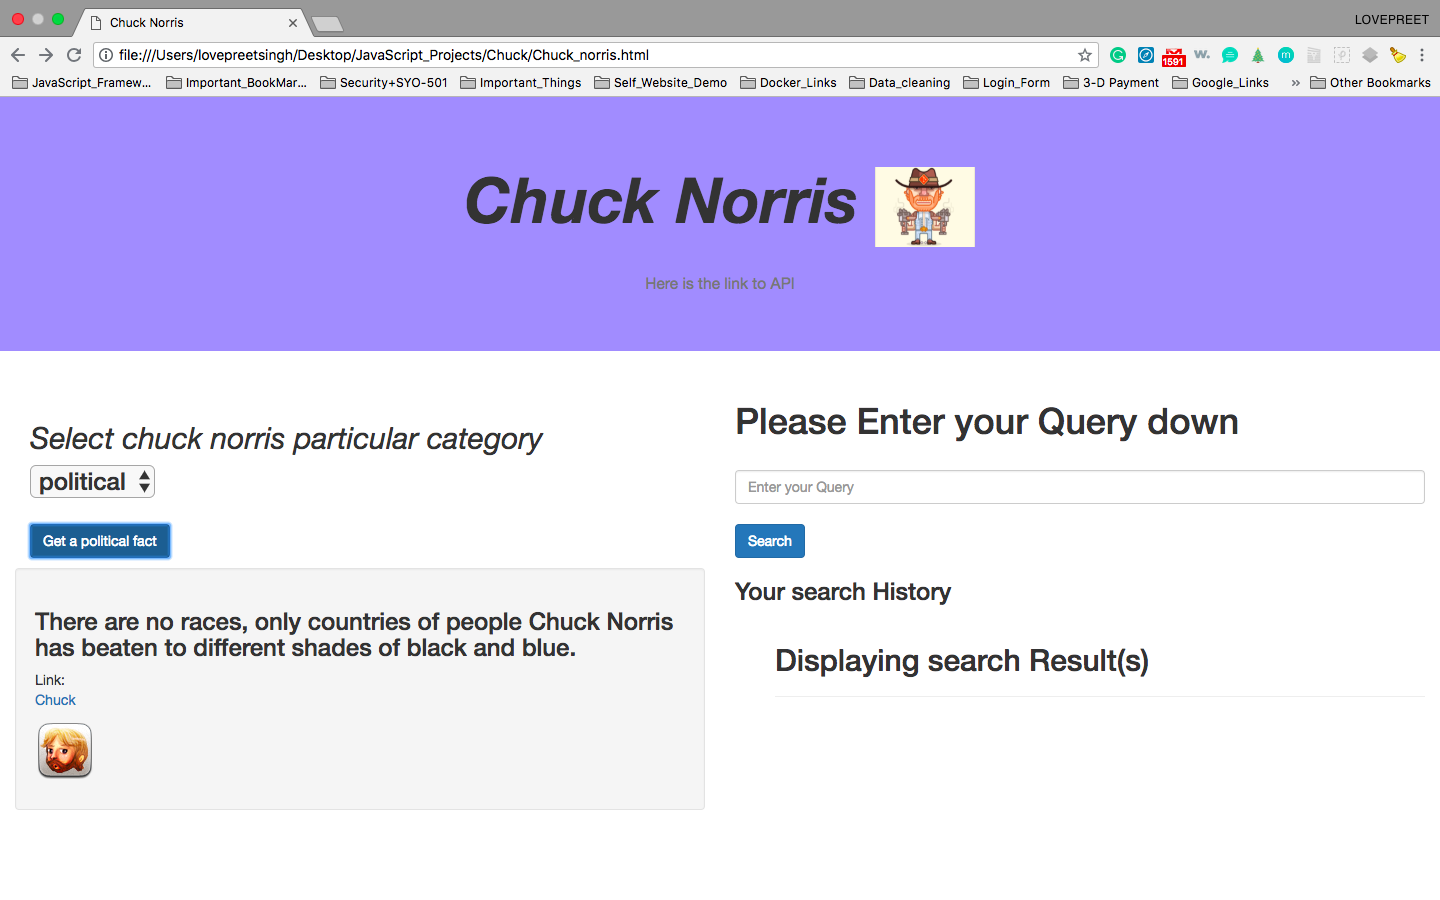 Chuck Norris
LOVEPREET
file:///Users/lovepreetsingh/Desktop/JavaScript_Projects/Chuck/Chuck_norris.html
1591
w.
m
JavaScript_Framew...
Important_BookMar...
Security+SYO-501
Important_Things
Self_Website_Demo
Docker_Links
Data_cleaning
Login_Form
3-D Payment
Google_Links
»
Other Bookmarks
Chuck Norris
Here is the link to API
Select chuck norris particular category
political
Get a political fact
There are no races, only countries of people Chuck Norris
has beaten to different shades of black and blue.
Link:
Chuck
Please Enter your Query down
Enter your Query
Search
Your search History
Displaying search Result(s)